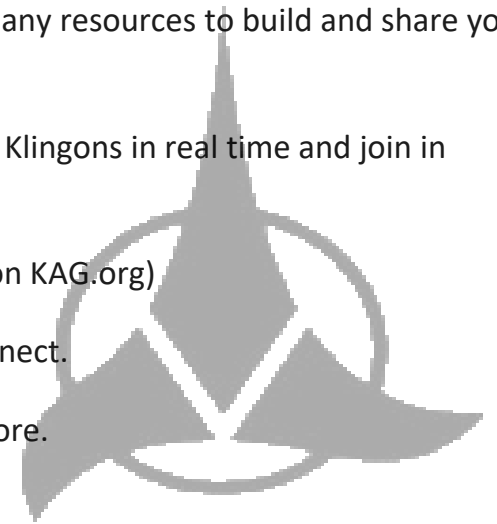 any resources to build and share yo
Klingons in real time and join in
on KAG.org)
nect.
ore.